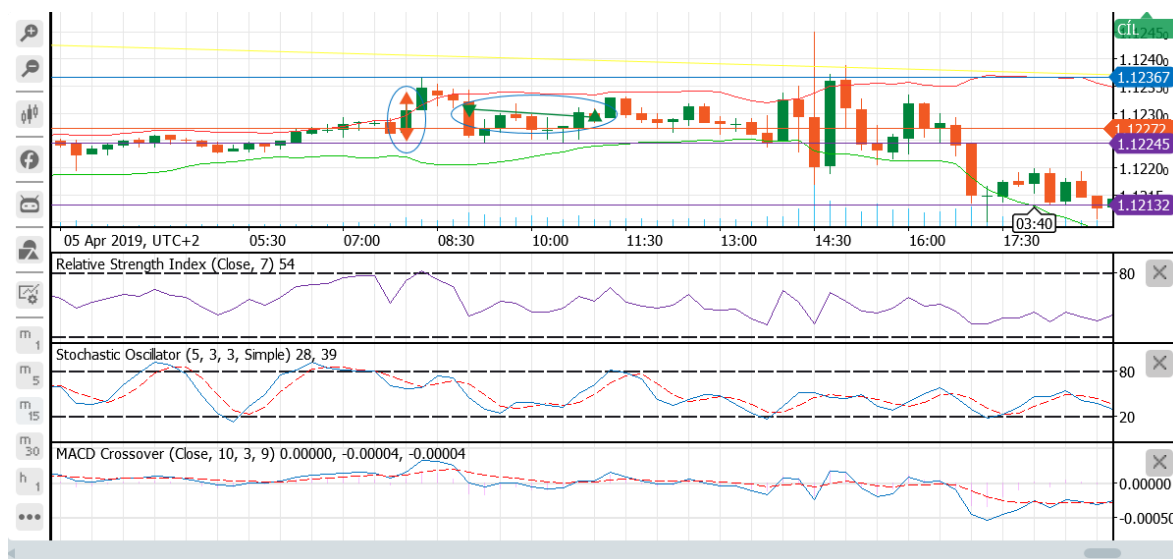 CÍL
1.12450
1.12400
1.12367
1.12350
1.12300
1.12272
1.12245
1.12200
1.12132
03:40
05 Apr 2019, UTC+2 05:30 07:00 08:30 10:00 11:30 13:00 14:30 16:00 17:30
Relative Strength Index (Close, 7) 54
80
Stochastic Oscillator (5, 3, 3, Simple) 28, 39
80
20
MACD Crossover (Close, 10, 3, 9) 0.00000, -0.00004, -0.00004
0.00000
-0.00050
m 1
m 5
m 15
m 30
h 1